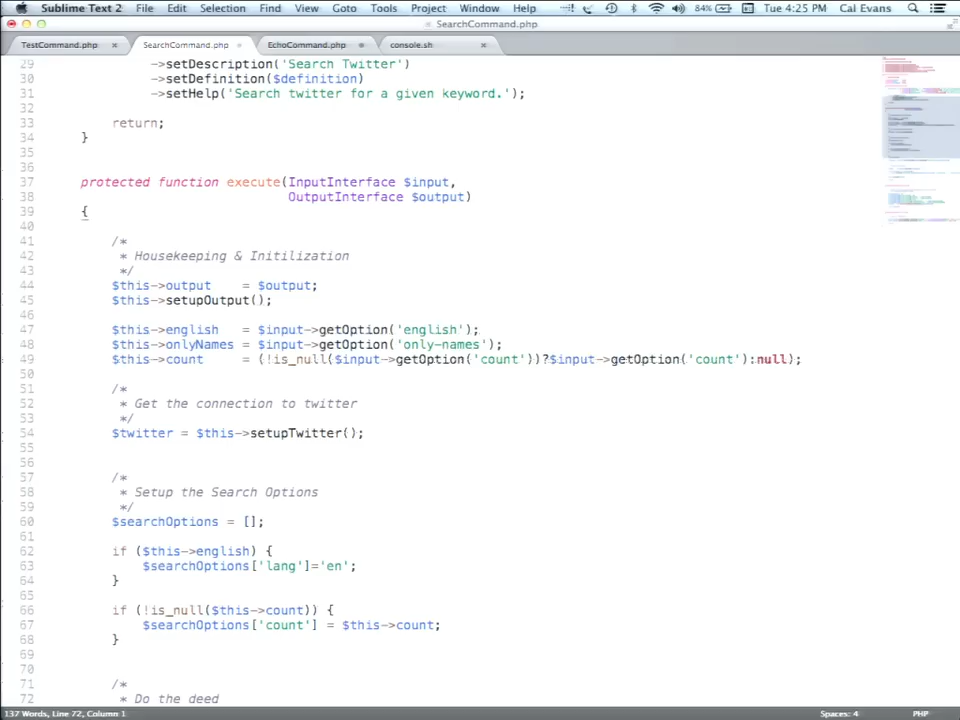 Sublime Text 2 File Edit Selection Find View Goto Tools Project Window Help 84% Tue 4:25 PM Cal Evans
SearchCommand.php
TestCommand.php × SearchCommand.php EchoCommand.php console.sh ×
29 ->setDescription('Search Twitter')
30 ->setDefinition($definition)
31 ->setHelp('Search twitter for a given keyword.');
32
33 return;
34 }
35
36
37 protected function execute(InputInterface $input,
38 OutputInterface $output)
39 {
40
41 /*
42 * Housekeeping & Initilization
43 */
44 $this->output = $output;
45 $this->setupOutput();
46
47 $this->english = $input->getOption('english');
48 $this->onlyNames = $input->getOption('only-names');
49 $this->count = (!is_null($input->getOption('count'))?$input->getOption('count'):null);
50
51 /*
52 * Get the connection to twitter
53 */
54 $twitter = $this->setupTwitter();
55
56
57 /*
58 * Setup the Search Options
59 */
60 $searchOptions = [];
61
62 if ($this->english) {
63 $searchOptions['lang']='en';
64 }
65
66 if (!is_null($this->count)) {
67 $searchOptions['count'] = $this->count;
68 }
69
70
71 /*
72 * Do the deed
137 Words, Line 72, Column 1 Spaces: 4 PHP